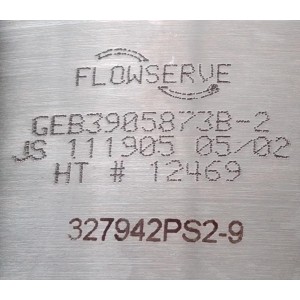 FLOWSERVE
GEB3905873B-2
JS 111905 05/02
HT # 12469
327942PS2-9